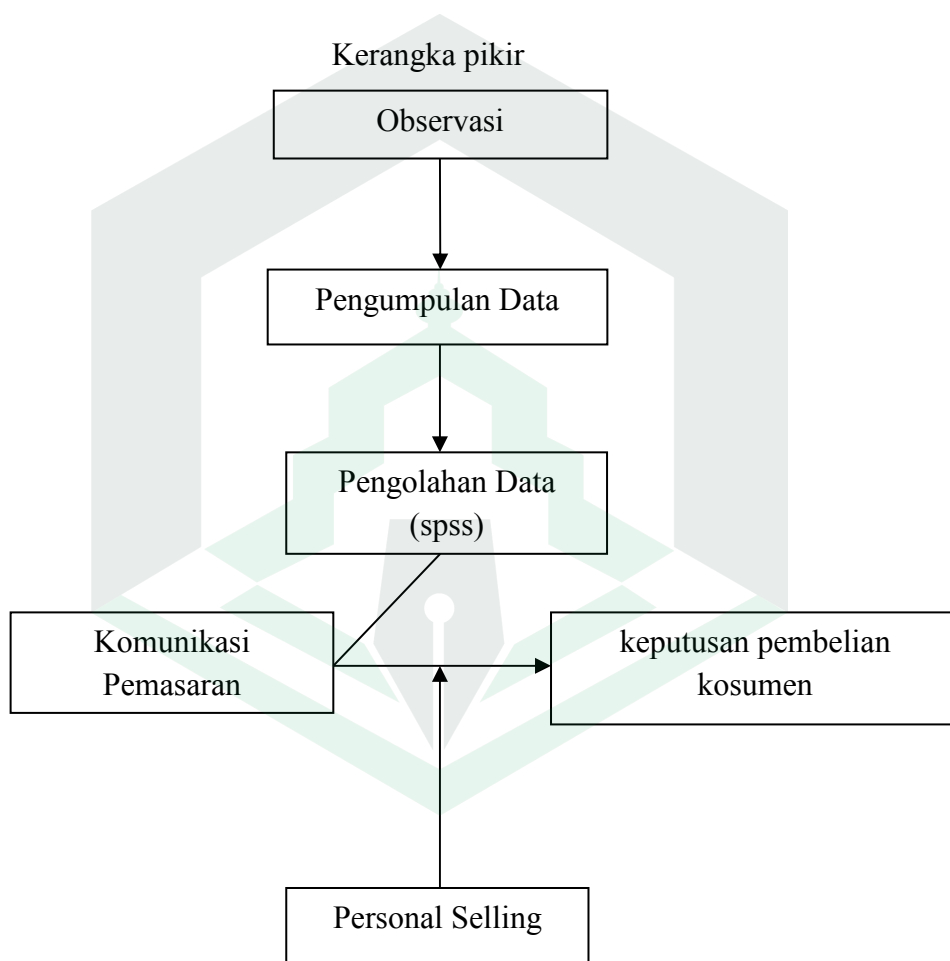 Kerangka pikir
Observasi
Pengumpulan Data
Pengolahan Data
(spss)
Komunikasi
Pemasaran
keputusan pembelian
kosumen
Personal Selling